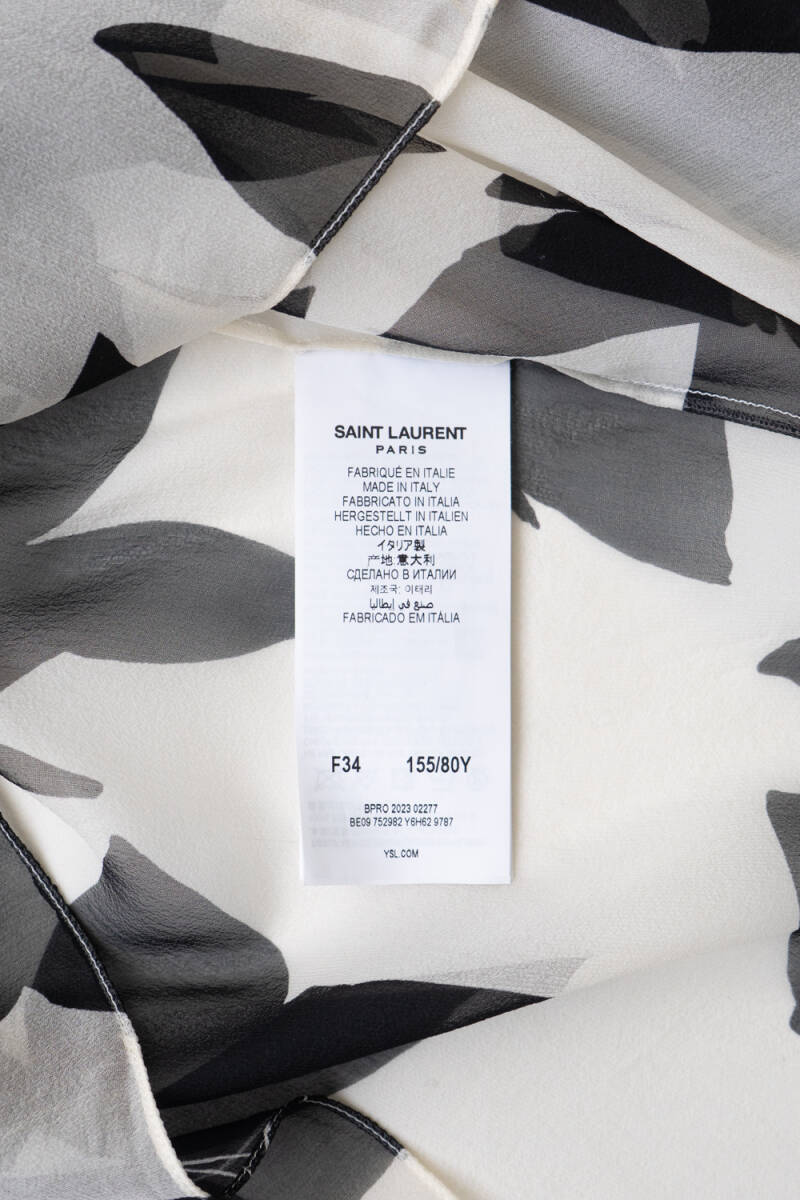 SAINT LAURENT
PARIS
FABRIQUÉ EN ITALIE
MADE IN ITALY
FABBRICATO IN ITALIA
HERGESTELLT IN ITALIEN
HECHO EN ITALIA
イタリア製
产地:意大利
СДЕЛАНО В ИТАЛИИ
제조국: 이태리
صنع في إيطاليا
FABRICADO EM ITÁLIA
F34 155/80Y
BPRO 2023 02277
BE09 752982 Y6H62 9787
YSL.COM